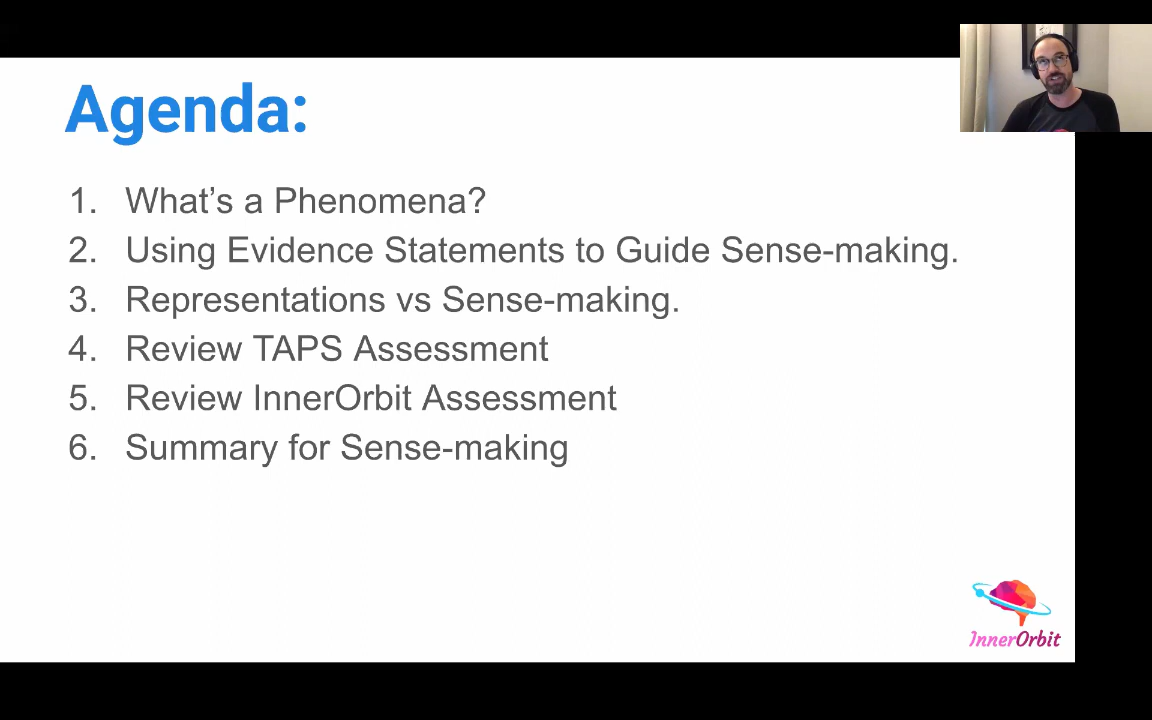 Agenda:
1. What's a Phenomena?
2. Using Evidence Statements to Guide Sense-making.
3. Representations vs Sense-making.
4. Review TAPS Assessment
5. Review InnerOrbit Assessment
6. Summary for Sense-making
InnerOrbit